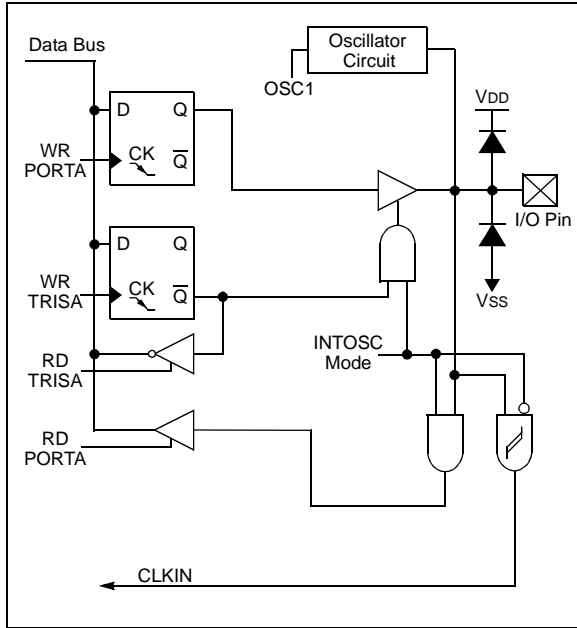 Data Bus
Oscillator
Circuit
OSC1
VDD
D Q
CK Q̅
WR
PORTA
I/O Pin
D Q
CK Q̅
WR
TRISA
VSS
RD
TRISA
INTOSC
Mode
RD
PORTA
CLKIN